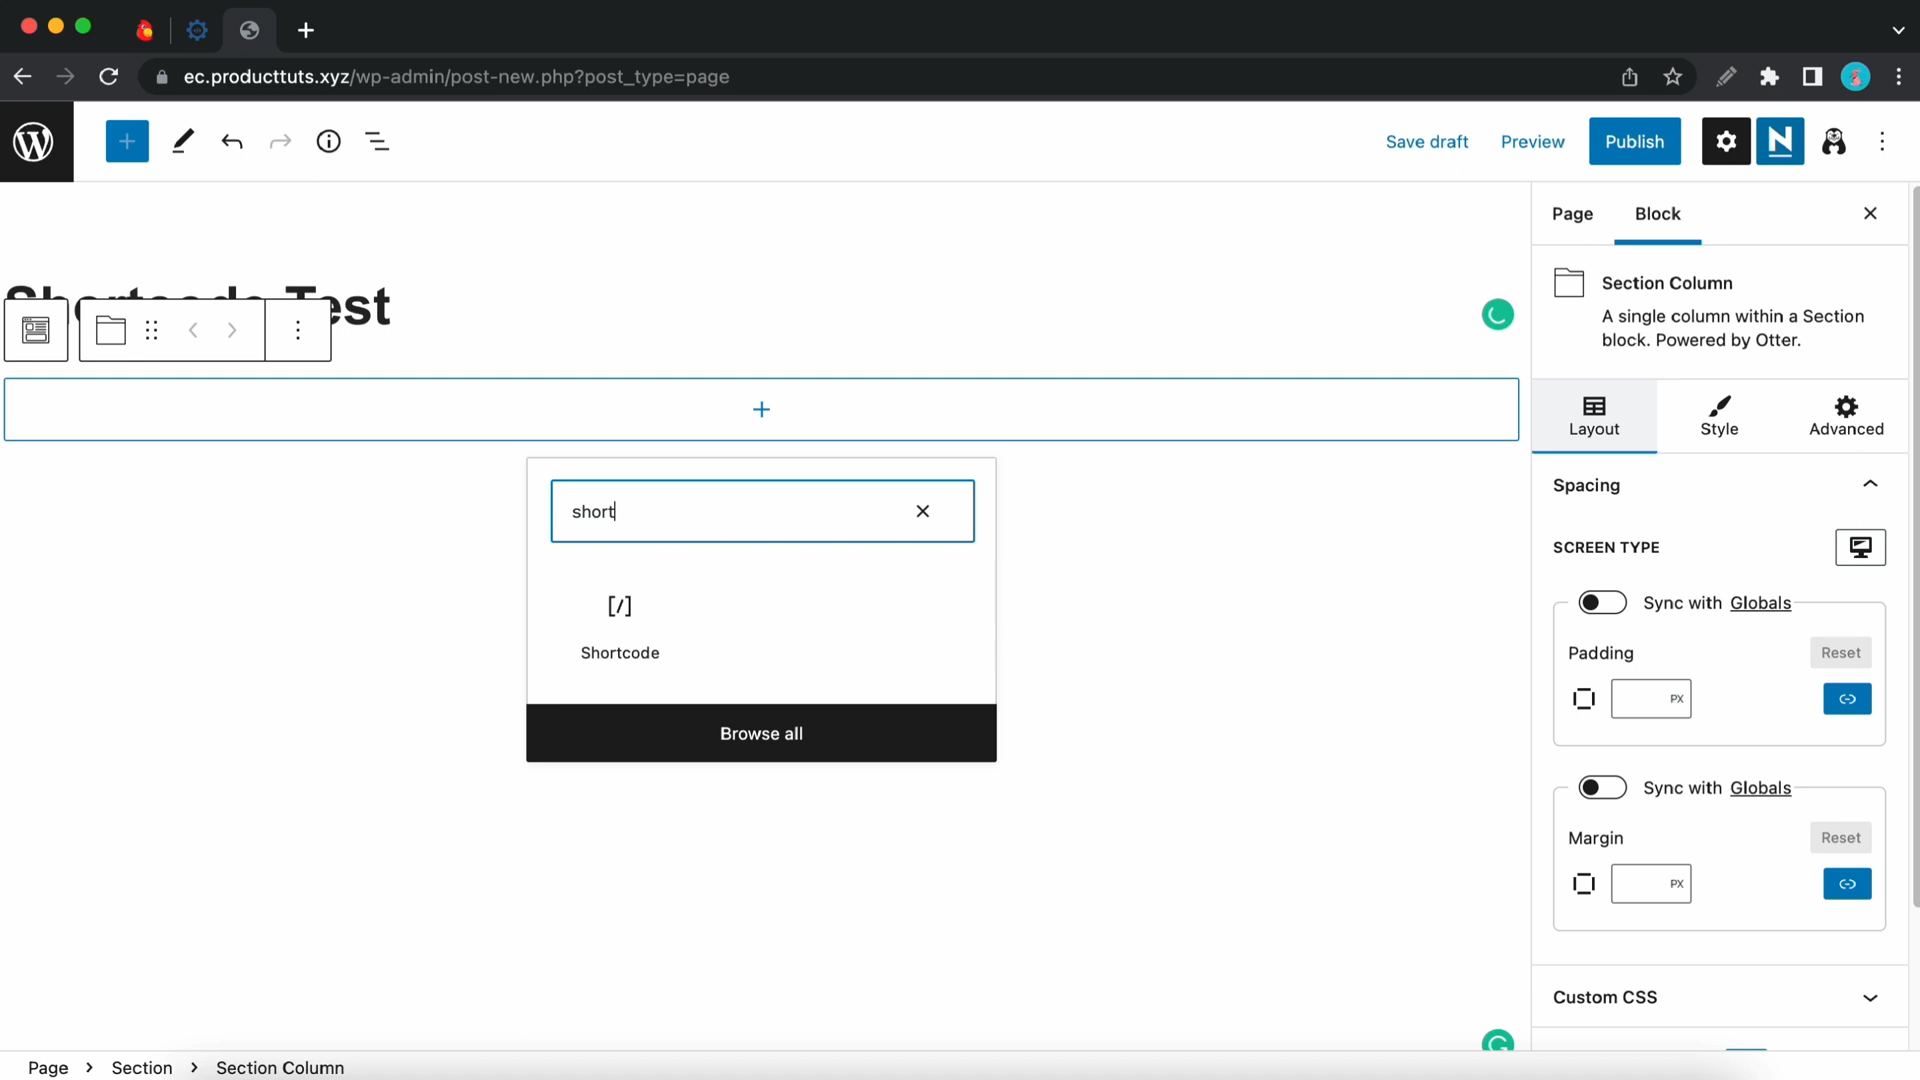 ec.producttuts.xyz/wp-admin/post-new.php?post_type=page
Save draft
Preview
Publish
Page
Block
Section Column
A single column within a Section
block. Powered by Otter.
Shortcode Test
Layout
Style
Advanced
Spacing
short
SCREEN TYPE
Sync with Globals
[/]
Shortcode
Padding
Reset
PX
Browse all
Sync with Globals
Margin
Reset
PX
Custom CSS
Page > Section > Section Column